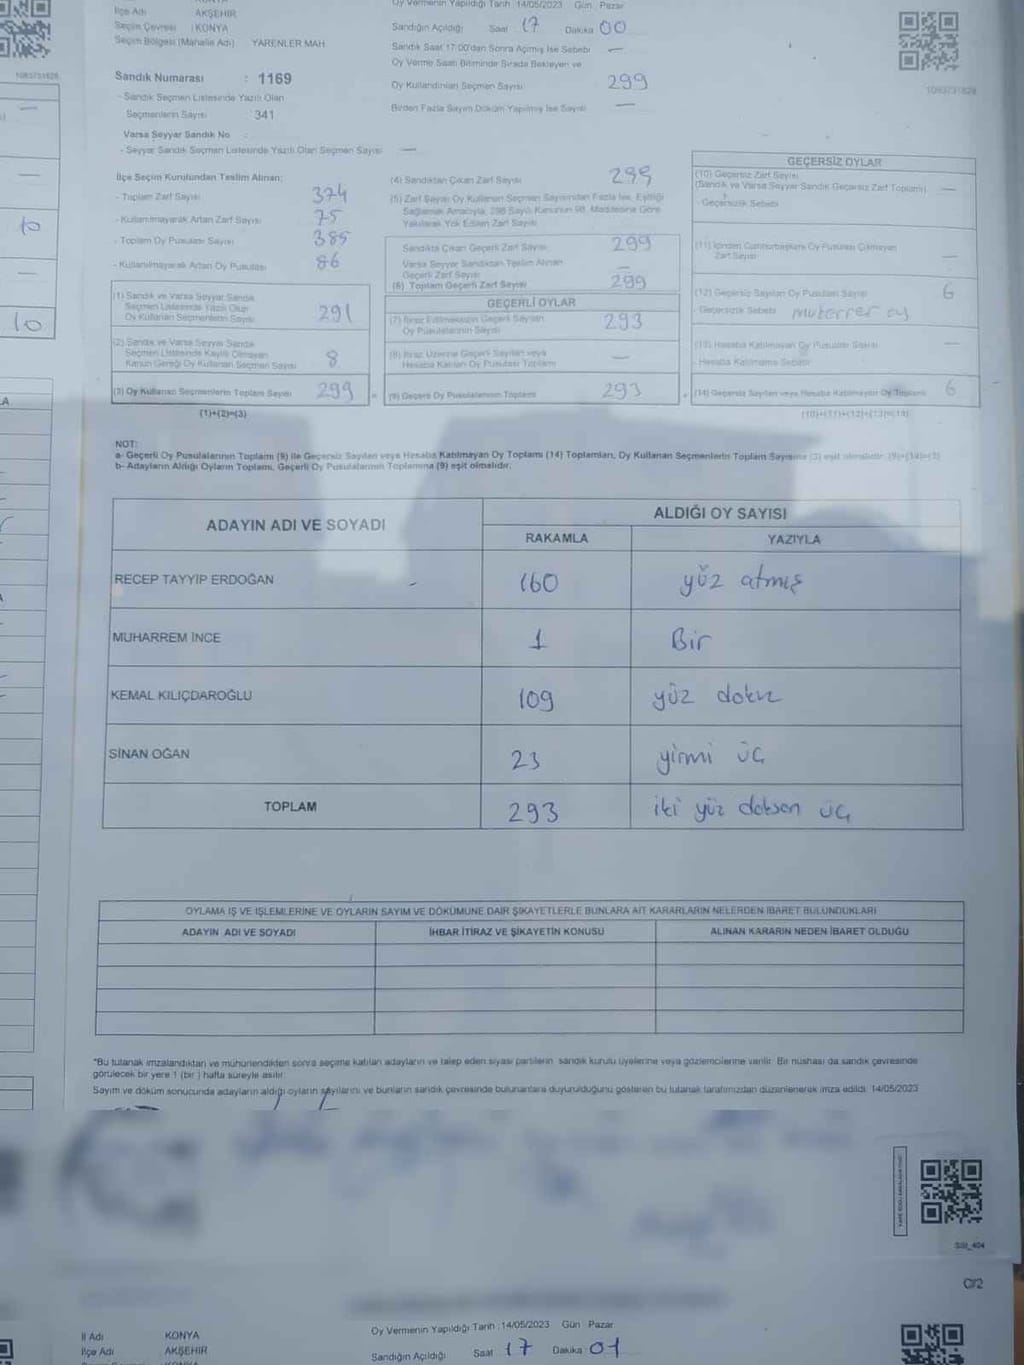 İlçe Adı AKŞEHİR
Seçim Çevresi : KONYA
Seçim Bölgesi (Mahalle Adı) YARENLER MAH
Sandık Numarası : 1169
- Sandık Seçmen Listesinde Yazılı Olan
Seçmenlerin Sayısı 341
Varsa Seyyar Sandık No :
- Seyyar Sandık Seçmen Listesinde Yazılı Olan Seçmen Sayısı —
Oy Vermenin Yapıldığı Tarih :14/05/2023 Gün : Pazar
Sandığın Açıldığı Saat 17 Dakika 00
Sandık Saat 17:00'dan Sonra Açılmış İse Sebebi —
Oy Verme Saati Bitiminde Sırada Bekleyen ve
Oy Kullandırılan Seçmen Sayısı 299
Birden Fazla Sayım Döküm Yapılmış İse Sayısı —
1093731828
1093731828
İlçe Seçim Kurulundan Teslim Alınan:
- Toplam Zarf Sayısı 374
- Kullanılmayarak Artan Zarf Sayısı 75
- Toplam Oy Pusulası Sayısı 385
- Kullanılmayarak Artan Oy Pusulası 86
(1) Sandık ve Varsa Seyyar Sandık
Seçmen Listesinde Yazılı Olup
Oy Kullanan Seçmenlerin Sayısı 291
(2) Sandık ve Varsa Seyyar Sandık
Seçmen Listesinde Kayıtlı Olmayan
Kanun Gereği Oy Kullanan Seçmen Sayısı 8
(3) Oy Kullanan Seçmenlerin Toplam Sayısı 299
(1)+(2)=(3)
(4) Sandıktan Çıkan Zarf Sayısı 299
(5) Zarf Sayısı Oy Kullanan Seçmen Sayısından Fazla İse, Eşitliği
Sağlamak Amacıyla, 298 Sayılı Kanunun 98. Maddesine Göre
Yakılarak Yok Edilen Zarf Sayısı
Sandıkta Çıkan Geçerli Zarf Sayısı 299
Varsa Seyyar Sandıktan Teslim Alınan
Geçerli Zarf Sayısı —
(6) Toplam Geçerli Zarf Sayısı 299
GEÇERLİ OYLAR
(7) İtiraz Edilmeksizin Geçerli Sayılan
Oy Pusulalarının Sayısı 293
(8) İtiraz Üzerine Geçerli Sayılan veya
Hesaba Katılan Oy Pusulası Toplamı —
(9) Geçerli Oy Pusulalarının Toplamı 293
GEÇERSİZ OYLAR
(10) Geçersiz Zarf Sayısı
(Sandık ve Varsa Seyyar Sandık Geçersiz Zarf Toplamı) —
- Geçersizlik Sebebi
(11) İçinden Cumhurbaşkanı Oy Pusulası Çıkmayan
Zarf Sayısı —
(12) Geçersiz Sayılan Oy Pusulası Sayısı 6
- Geçersizlik Sebebi mükerrer oy
(13) Hesaba Katılmayan Oy Pusulası Sayısı —
- Hesaba Katılmama Sebebi
(14) Geçersiz Sayılan veya Hesaba Katılmayan Oy Toplamı 6
(10)+(11)+(12)+(13)=(14)
10
10
NOT:
a- Geçerli Oy Pusulalarının Toplamı (9) ile Geçersiz Sayılan veya Hesaba Katılmayan Oy Toplamı (14) Toplamları, Oy Kullanan Seçmenlerin Toplam Sayısına (3) eşit olmalıdır. (9)+(14)=(3)
b- Adayların Aldığı Oyların Toplamı, Geçerli Oy Pusulalarının Toplamına (9) eşit olmalıdır.
ADAYIN ADI VE SOYADI ALDIĞI OY SAYISI
RAKAMLA YAZIYLA
RECEP TAYYİP ERDOĞAN 160 yüz atmış
MUHARREM İNCE 1 Bir
KEMAL KILIÇDAROĞLU 109 yüz dokuz
SİNAN OĞAN 23 yirmi üç
TOPLAM 293 iki yüz doksan üç
OYLAMA İŞ VE İŞLEMLERİNE VE OYLARIN SAYIM VE DÖKÜMÜNE DAİR ŞİKAYETLERLE BUNLARA AİT KARARLARIN NELERDEN İBARET BULUNDUKLARI
ADAYIN ADI VE SOYADI İHBAR İTİRAZ VE ŞİKAYETİN KONUSU ALINAN KARARIN NEDEN İBARET OLDUĞU
"Bu tutanak imzalandıktan ve mühürlendikten sonra seçime katılan adayların ve talep eden siyasi partilerin sandık kurulu üyelerine veya gözlemcilerine verilir. Bir nüshası da sandık çevresinde
görülecek bir yere 1 (bir ) hafta süreyle asılır.
Sayım ve döküm sonucunda adayların aldığı oyların sayılarını ve bunların sandık çevresinde bulunanlara duyurulduğunu gösteren bu tutanak tarafımızdan düzenlenerek imza edildi. 14/05/2023
SSI_404
C/2
İl Adı KONYA
İlçe Adı AKŞEHİR
Oy Vermenin Yapıldığı Tarih :14/05/2023 Gün : Pazar
Sandığın Açıldığı Saat 17 Dakika 01